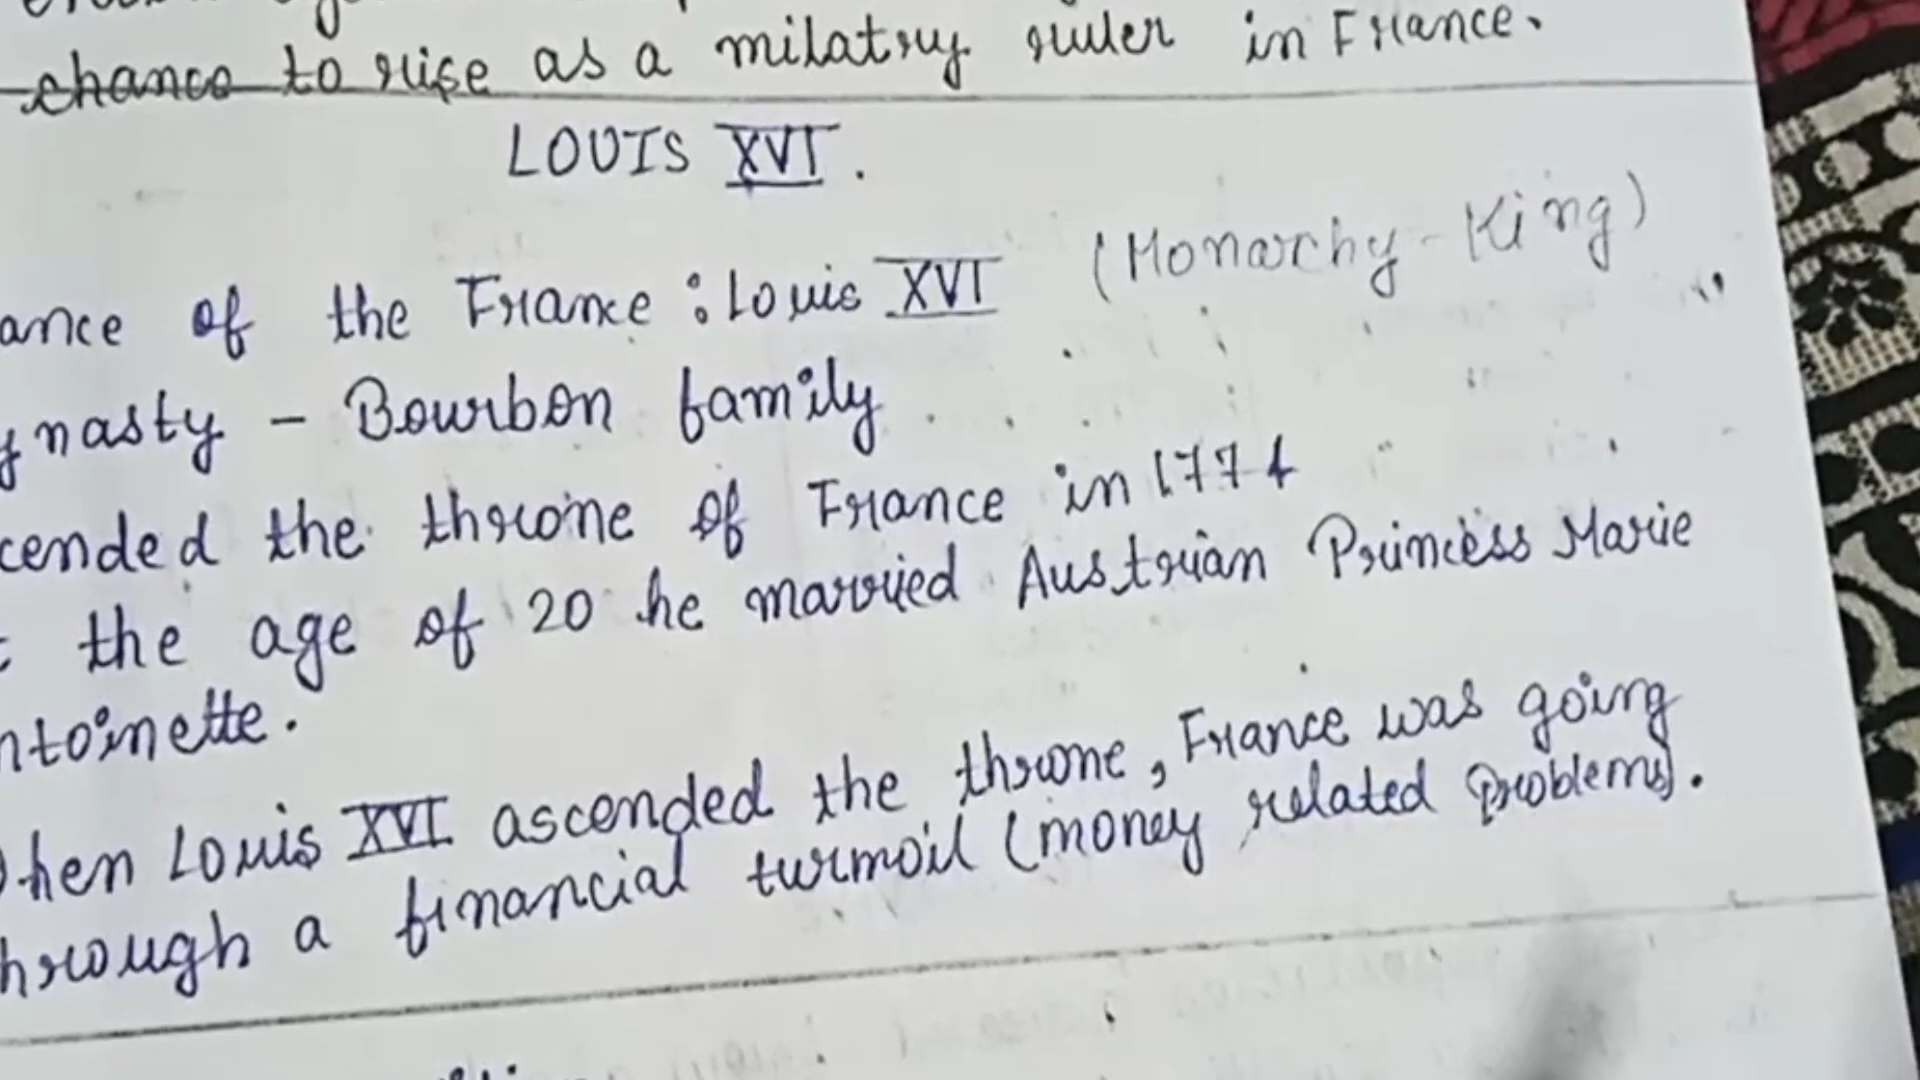 chance to rise as a milatry ruler in France.
LOUIS XVI.
ance of the France : Louis XVI (Monarchy - King)
ynasty - Bourbon family
cended the throne of France in 1774
the age of 20 he married Austrian Princess Marie
ntoinette.
hen Louis XVI ascended the throne, France was going
hrough a financial turmoil (money related problems).